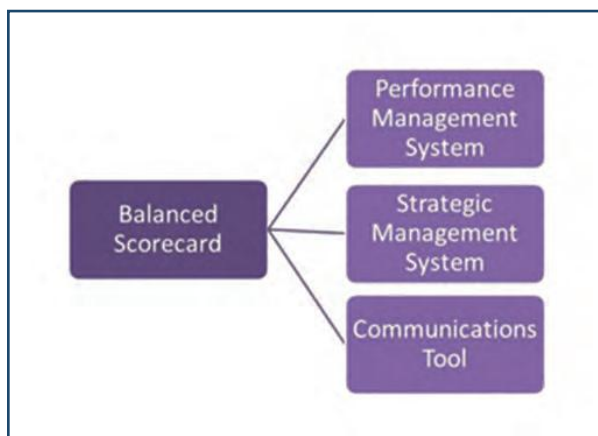 Balanced
Scorecard
Performance
Management
System
Strategic
Management
System
Communications
Tool